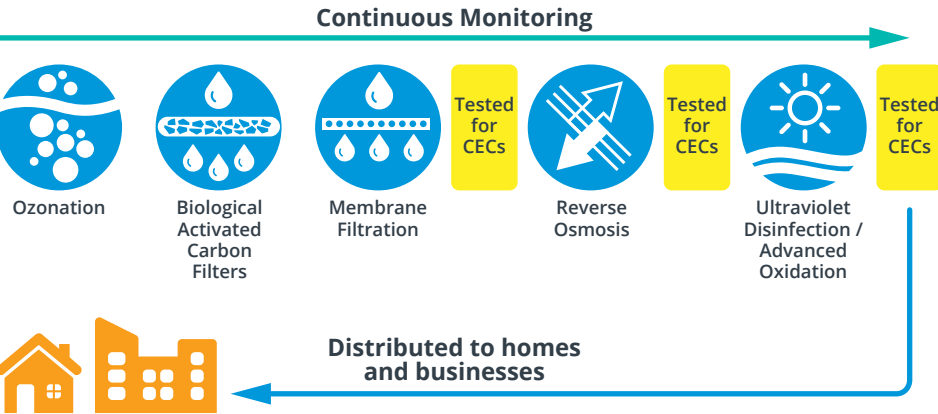 Continuous Monitoring
Tested
for
CECs
Tested
for
CECs
Tested
for
CECs
Ozonation
Biological
Activated
Carbon
Filters
Membrane
Filtration
Reverse
Osmosis
Ultraviolet
Disinfection /
Advanced
Oxidation
Distributed to homes
and businesses